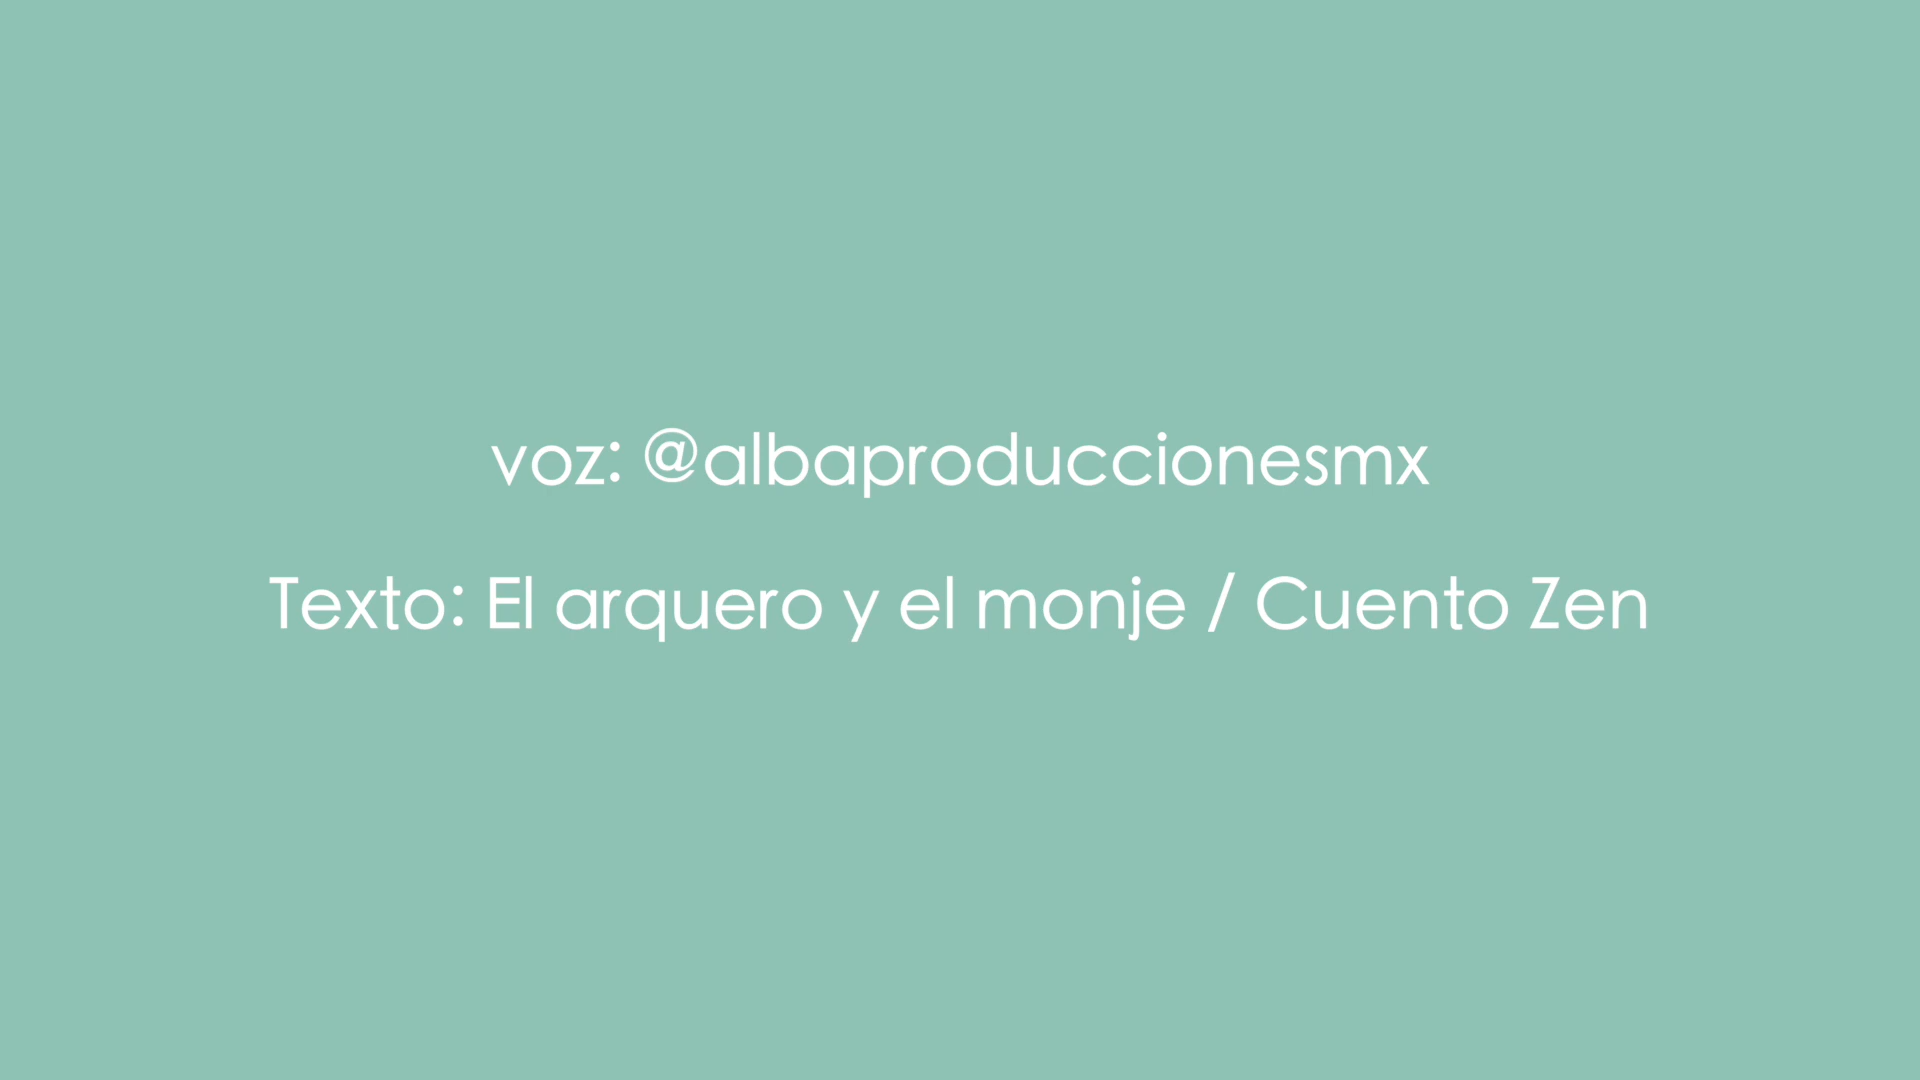 voz: @albaproduccionesmx
Texto: El arquero y el monje / Cuento Zen